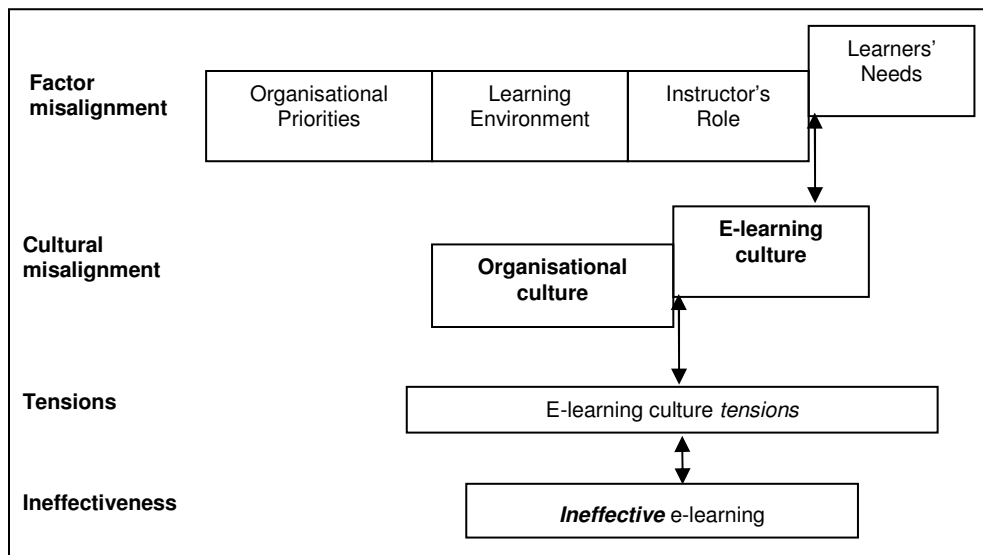 Factor
misalignment
Organisational
Priorities
Learning
Environment
Instructor's
Role
Learners'
Needs
Cultural
misalignment
Organisational
culture
E-learning
culture
Tensions
E-learning culture tensions
Ineffectiveness
Ineffective e-learning